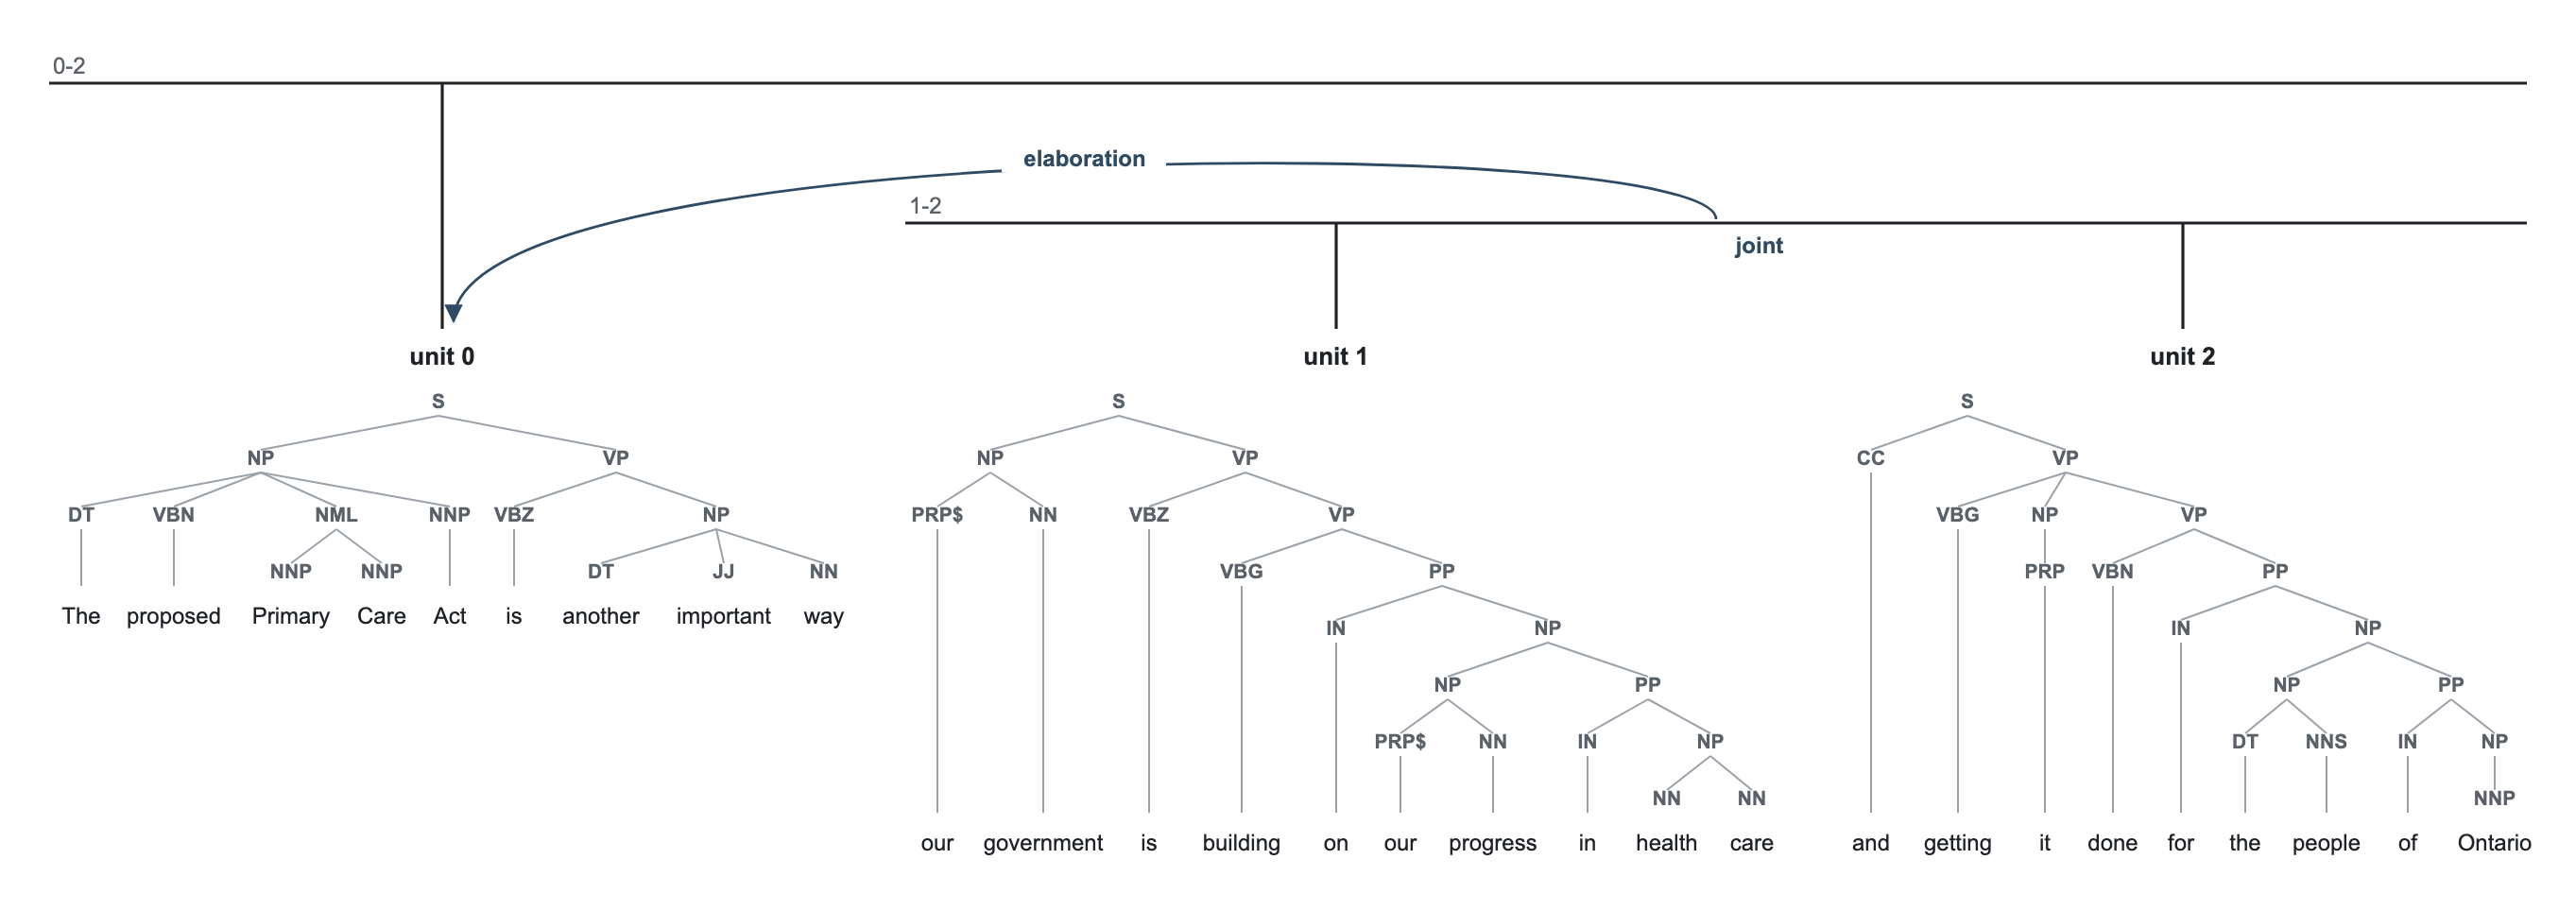 0-2
elaboration
1-2
joint
unit 0 unit 1 unit 2
S S S
NP VP NP VP CC VP
DT VBN NML NNP VBZ NP PRP$ NN VBZ VP VBG NP VP
NNP NNP DT JJ NN VBG PP PRP VBN PP
The proposed Primary Care Act is another important way
IN NP IN NP
NP PP NP PP
PRP$ NN IN NP DT NNS IN NP
NN NN NNP
our government is building on our progress in health care and getting it done for the people of Ontario